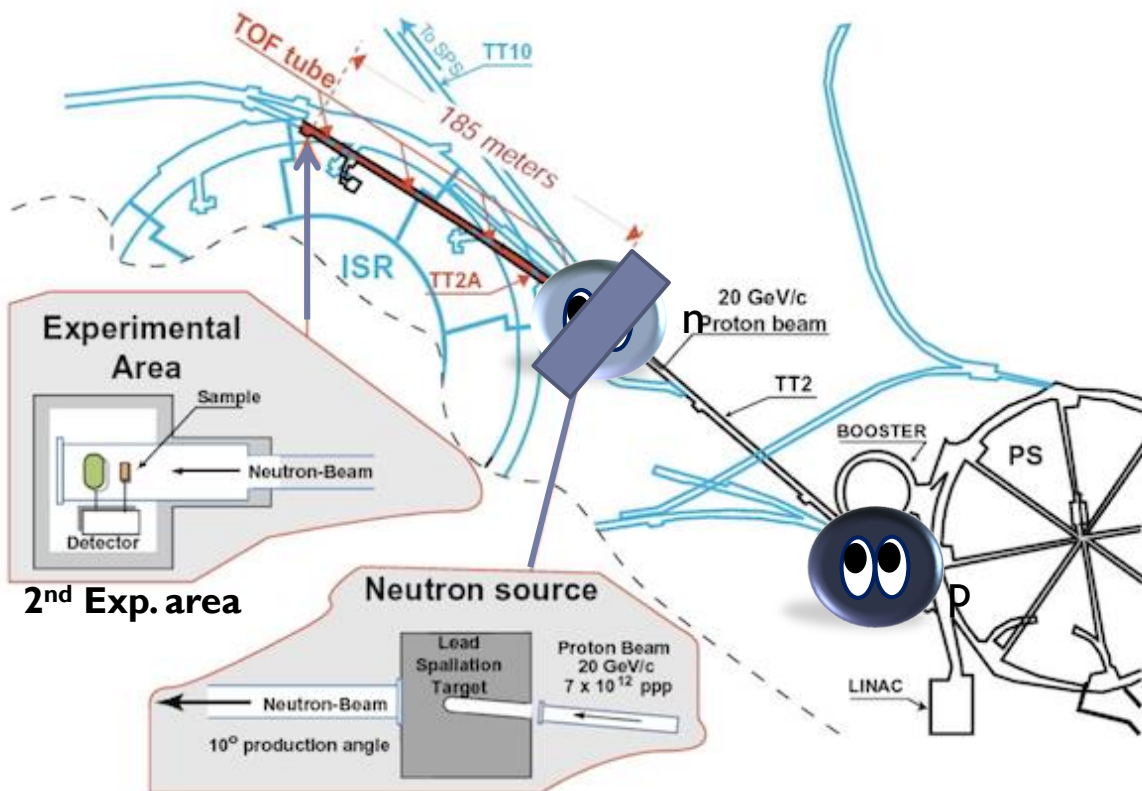 To SPS
TT10
TOF tube
185 meters
ISR
TT2A
20 GeV/c
Proton beam
n
TT2
BOOSTER
PS
p
LINAC
Experimental
Area
Sample
Neutron-Beam
Detector
2nd Exp. area
Neutron source
Lead
Spallation
Target
Proton Beam
20 GeV/c
7 x 10¹² ppp
Neutron-Beam
10° production angle